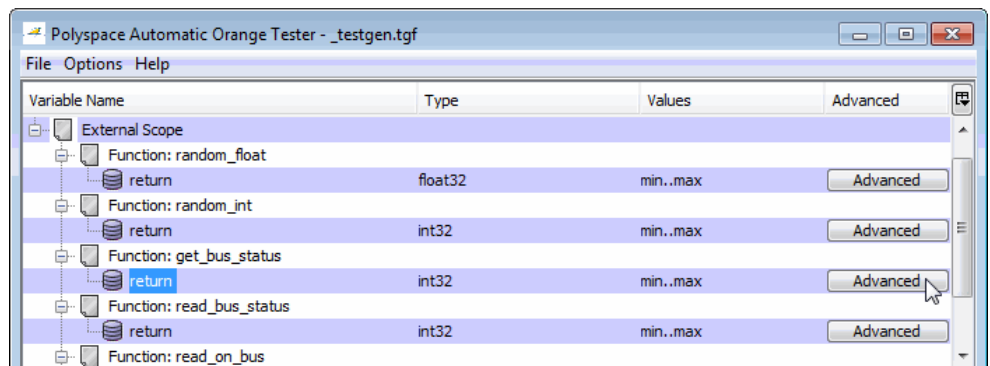 Polyspace Automatic Orange Tester - _testgen.tgf
File Options Help
Variable Name Type Values Advanced
External Scope
Function: random_float
return float32 min..max Advanced
Function: random_int
return int32 min..max Advanced
Function: get_bus_status
return int32 min..max Advanced
Function: read_bus_status
return int32 min..max Advanced
Function: read_on_bus